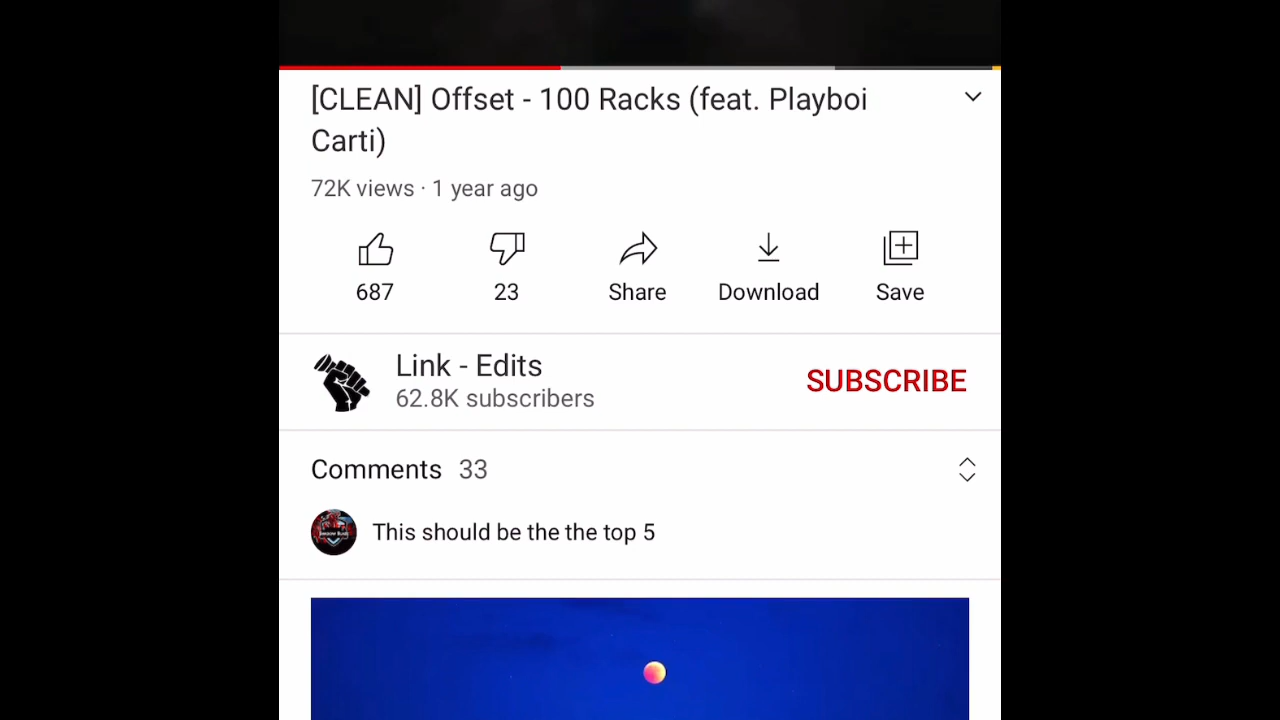 [CLEAN] Offset - 100 Racks (feat. Playboi
Carti)
72K views · 1 year ago
687 23 Share Download Save
Link - Edits
62.8K subscribers
SUBSCRIBE
Comments 33
This should be the the top 5